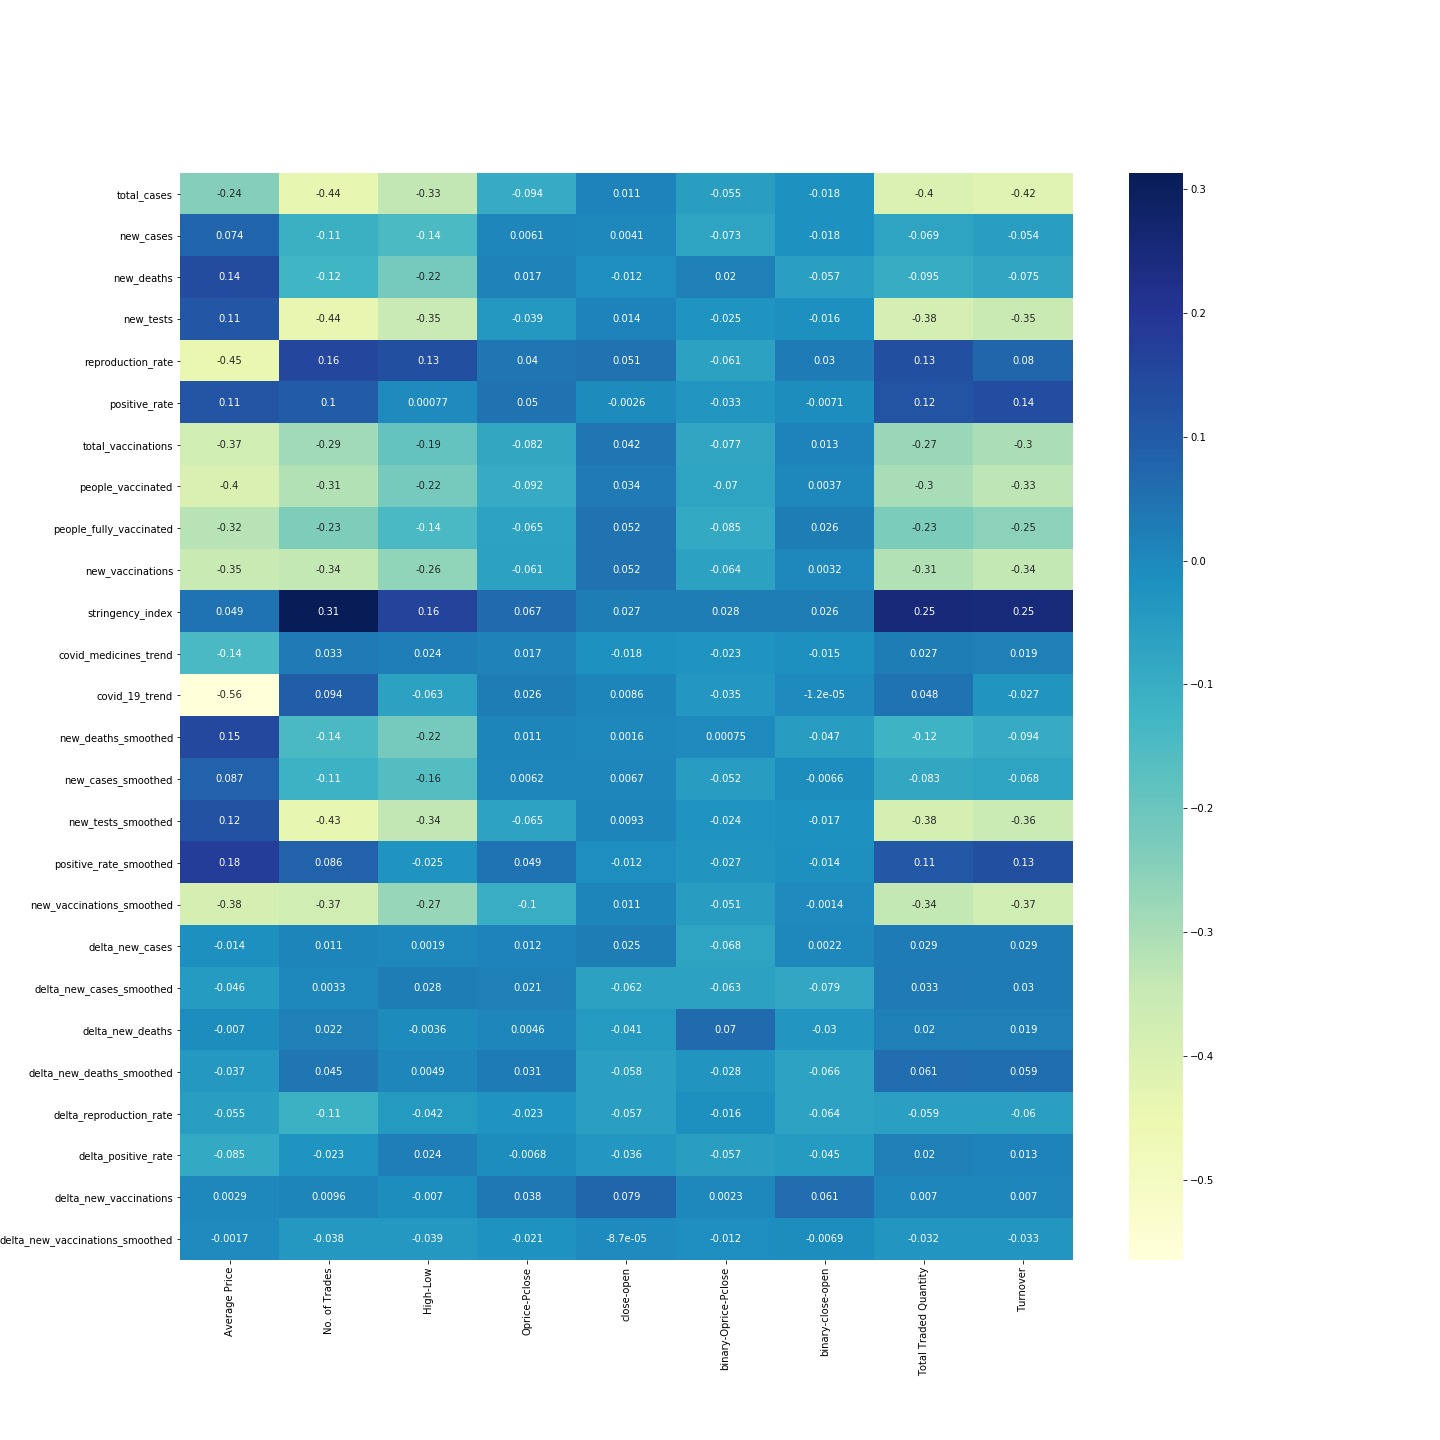 total_cases -0.24 -0.44 -0.33 -0.094 0.011 -0.055 -0.018 -0.4 -0.42
new_cases 0.074 -0.11 -0.14 0.0061 0.0041 -0.073 -0.018 -0.069 -0.054
new_deaths 0.14 -0.12 -0.22 0.017 -0.012 0.02 -0.057 -0.095 -0.075
new_tests 0.11 -0.44 -0.35 -0.039 0.014 -0.025 -0.016 -0.38 -0.35
reproduction_rate -0.45 0.16 0.13 0.04 0.051 -0.061 0.03 0.13 0.08
positive_rate 0.11 0.1 0.00077 0.05 -0.0026 -0.033 -0.0071 0.12 0.14
total_vaccinations -0.37 -0.29 -0.19 -0.082 0.042 -0.077 0.013 -0.27 -0.3
people_vaccinated -0.4 -0.31 -0.22 -0.092 0.034 -0.07 0.0037 -0.3 -0.33
people_fully_vaccinated -0.32 -0.23 -0.14 -0.065 0.052 -0.085 0.026 -0.23 -0.25
new_vaccinations -0.35 -0.34 -0.26 -0.061 0.052 -0.064 0.0032 -0.31 -0.34
stringency_index 0.049 0.31 0.16 0.067 0.027 0.028 0.026 0.25 0.25
covid_medicines_trend -0.14 0.033 0.024 0.017 -0.018 -0.023 -0.015 0.027 0.019
covid_19_trend -0.56 0.094 -0.063 0.026 0.0086 -0.035 -1.2e-05 0.048 -0.027
new_deaths_smoothed 0.15 -0.14 -0.22 0.011 0.0016 0.00075 -0.047 -0.12 -0.094
new_cases_smoothed 0.087 -0.11 -0.16 0.0062 0.0067 -0.052 -0.0066 -0.083 -0.068
new_tests_smoothed 0.12 -0.43 -0.34 -0.065 0.0093 -0.024 -0.017 -0.38 -0.36
positive_rate_smoothed 0.18 0.086 -0.025 0.049 -0.012 -0.027 -0.014 0.11 0.13
new_vaccinations_smoothed -0.38 -0.37 -0.27 -0.1 0.011 -0.051 -0.0014 -0.34 -0.37
delta_new_cases -0.014 0.011 0.0019 0.012 0.025 -0.068 0.0022 0.029 0.029
delta_new_cases_smoothed -0.046 0.0033 0.028 0.021 -0.062 -0.063 -0.079 0.033 0.03
delta_new_deaths -0.007 0.022 -0.0036 0.0046 -0.041 0.07 -0.03 0.02 0.019
delta_new_deaths_smoothed -0.037 0.045 0.0049 0.031 -0.058 -0.028 -0.066 0.061 0.059
delta_reproduction_rate -0.055 -0.11 -0.042 -0.023 -0.057 -0.016 -0.064 -0.059 -0.06
delta_positive_rate -0.085 -0.023 0.024 -0.0068 -0.036 -0.057 -0.045 0.02 0.013
delta_new_vaccinations 0.0029 0.0096 -0.007 0.038 0.079 0.0023 0.061 0.007 0.007
delta_new_vaccinations_smoothed -0.0017 -0.038 -0.039 -0.021 -8.7e-05 -0.012 -0.0069 -0.032 -0.033
Average Price
No. of Trades
High-Low
Oprice-Pclose
close-open
binary-Oprice-Pclose
binary-close-open
Total Traded Quantity
Turnover
0.3
0.2
0.1
0.0
−0.1
−0.2
−0.3
−0.4
−0.5